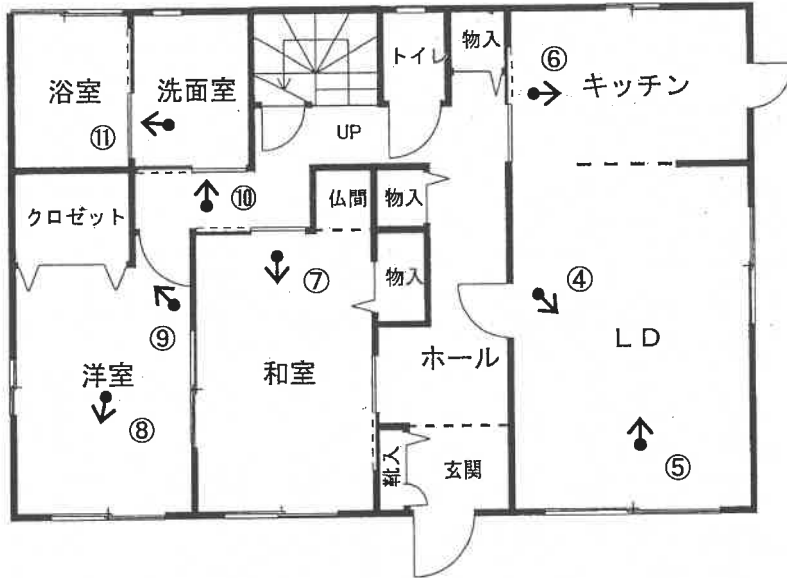 物入
トイレ
⑥
キッチン
浴室
洗面室
⑪
UP
⑩
仏間
物入
クロゼット
⑦
物入
④
⑨
LD
洋室
和室
ホール
⑧
靴入
玄関
⑤